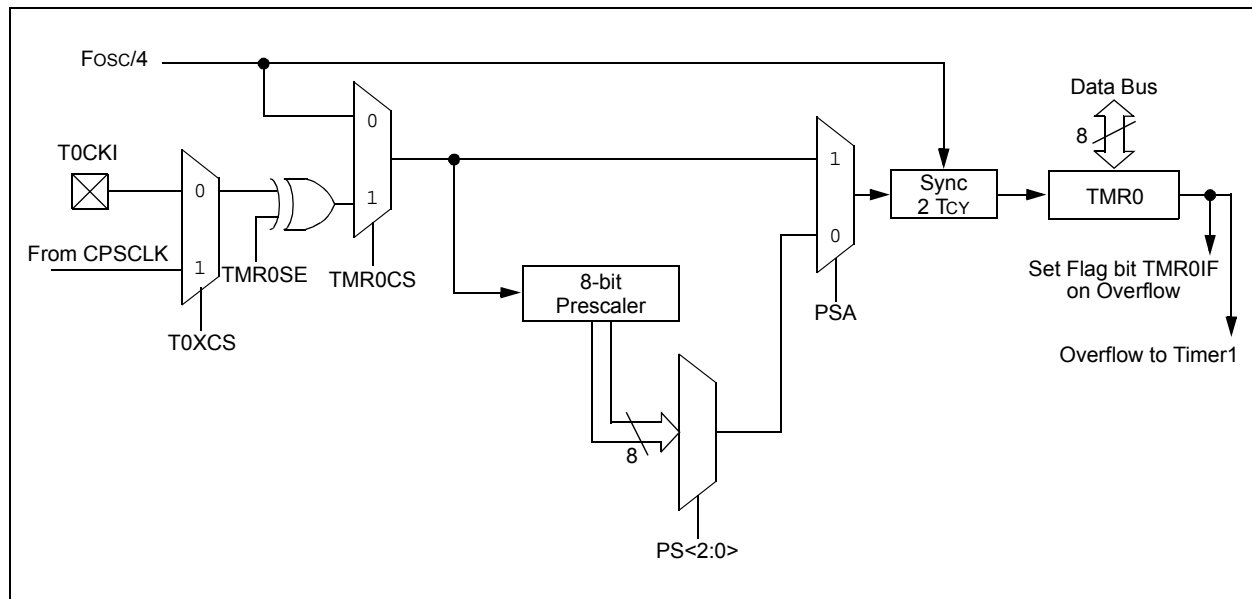 FOSC/4
Data Bus
8
T0CKI
0
1
0
1
1
0
Sync
2 TCY
TMR0
From CPSCLK
TMR0SE
TMR0CS
T0XCS
8-bit
Prescaler
PSA
Set Flag bit TMR0IF
on Overflow
Overflow to Timer1
8
PS<2:0>